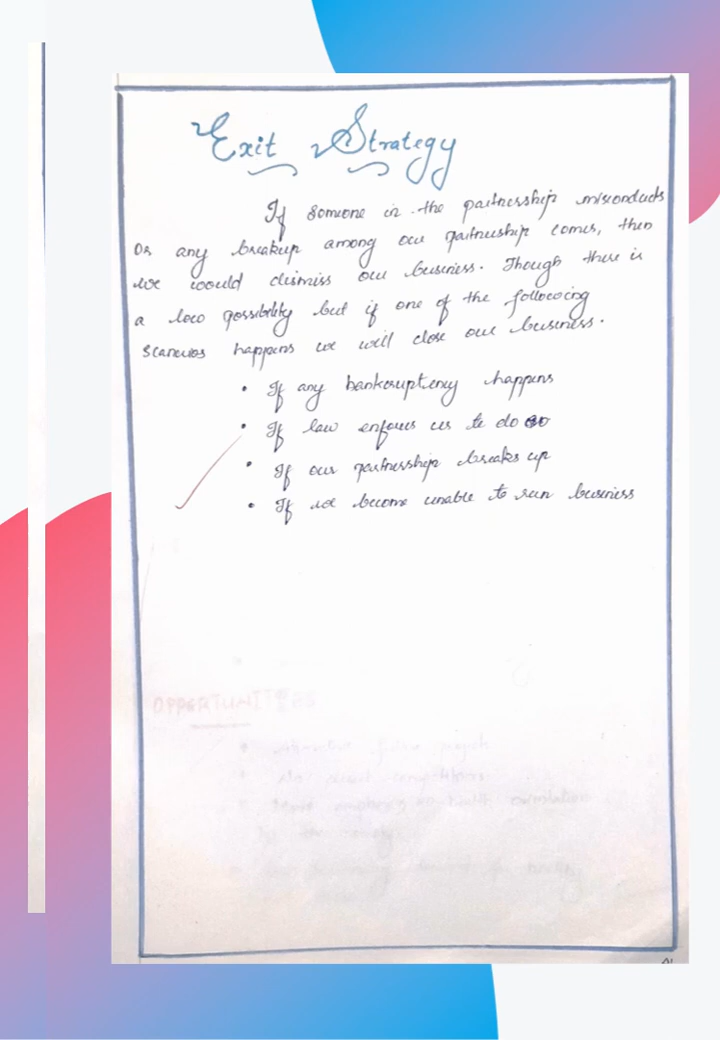 Exit Strategy
If someone in the partnership misconducts
Or any breakup among our partnership comes, then
we would dismiss our business. Though there is
a low possibility but if one of the following
happens we will close our business.
• If any bankcruptency happens
• If law enforces us to do so
• If our partnership breaks up
• If we become unable to run business
OPPORTUNITIES